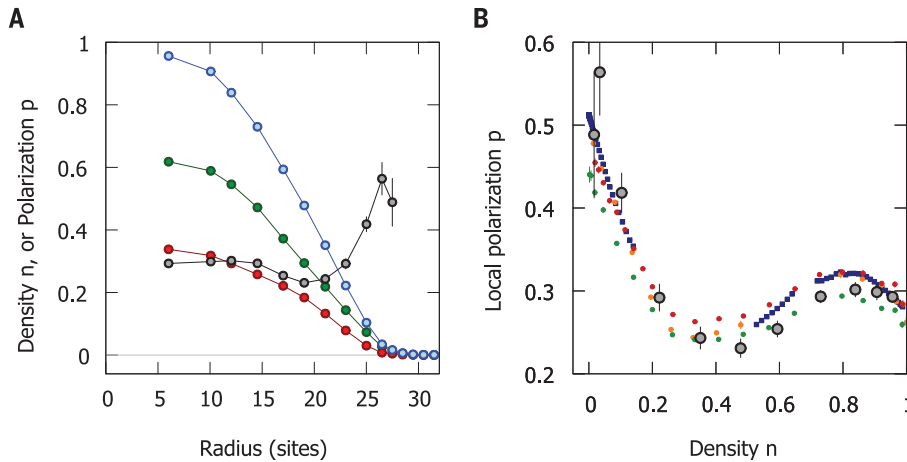 A
Density n, or Polarization p
1
0.8
0.6
0.4
0.2
0
0 5 10 15 20 25 30
Radius (sites)
B
Local polarization p
0.6
0.5
0.4
0.3
0.2
0 0.2 0.4 0.6 0.8 1
Density n